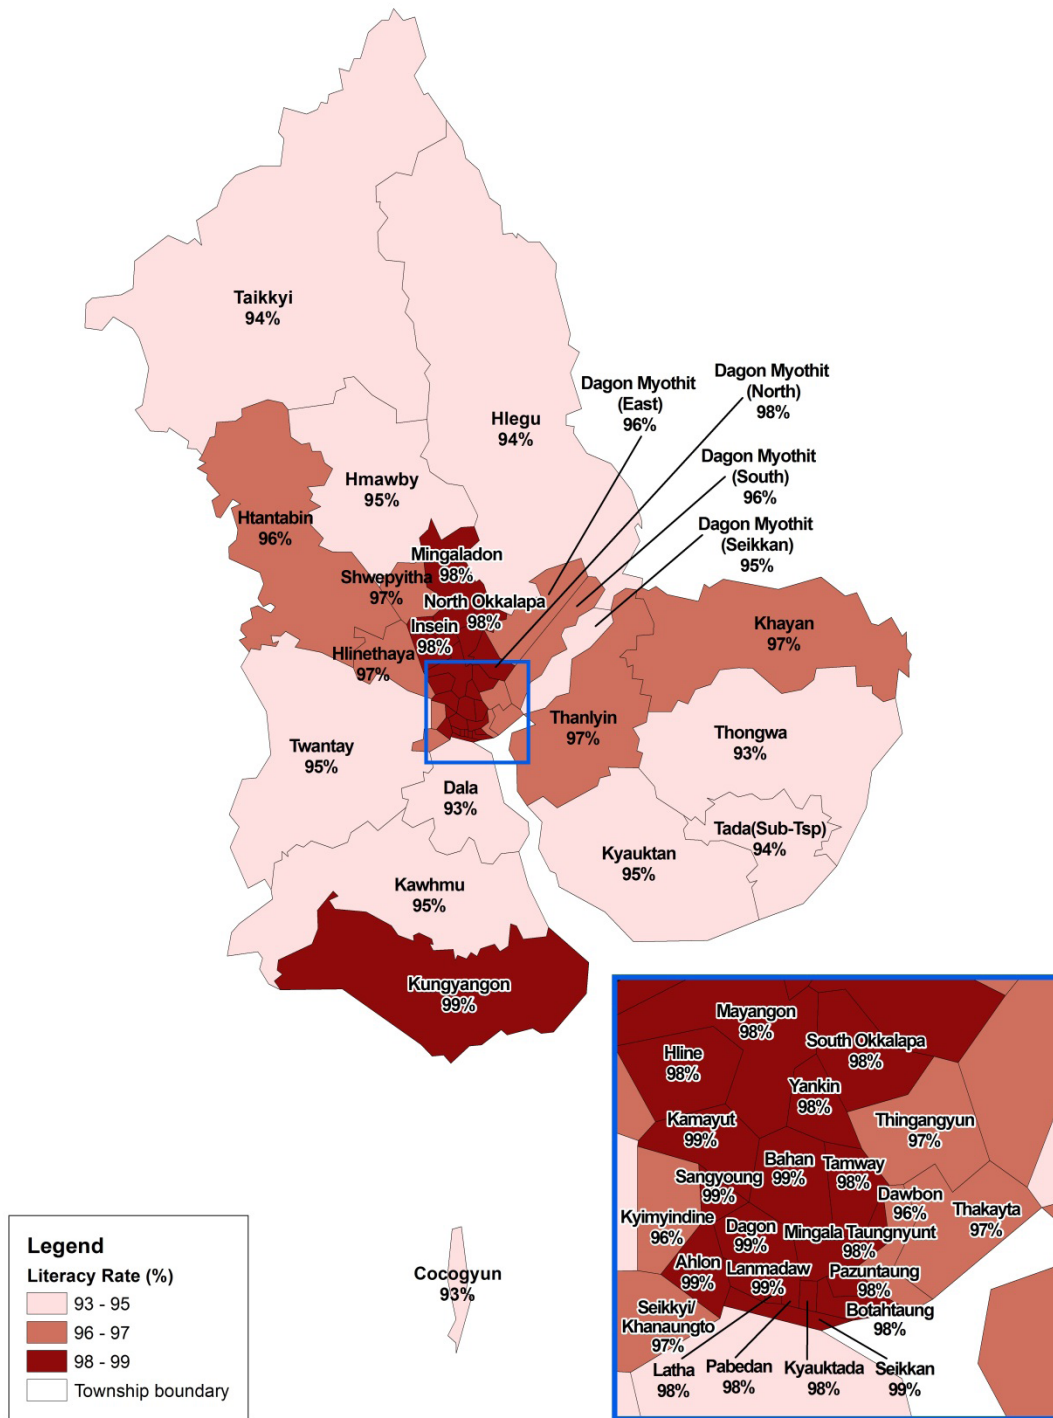 Taikkyi
94%
Hlegu
94%
Dagon Myothit
(East)
96%
Dagon Myothit
(North)
98%
Dagon Myothit
(South)
96%
Dagon Myothit
(Seikkan)
95%
Hmawby
95%
Htantabin
96%
Mingaladon
98%
Shwepyitha
97%
North Okkalapa
98%
Insein
98%
Hlinethaya
97%
Khayan
97%
Thanlyin
97%
Thongwa
93%
Twantay
95%
Dala
93%
Tada(Sub-Tsp)
94%
Kyauktan
95%
Kawhmu
95%
Kungyangon
99%
Cocogyun
93%
Mayangon
98%
South Okkalapa
98%
Hline
98%
Yankin
98%
Kamayut
99%
Thingangyun
97%
Bahan
99%
Tamway
98%
Sangyoung
99%
Dawbon
96%
Thakayta
97%
Kyimyindine
96%
Dagon
99%
Mingala Taungnyunt
98%
Ahlon
99%
Lanmadaw
99%
Pazuntaung
98%
Botahtaung
98%
Seikkyi/
Khanaungto
97%
Latha
98%
Pabedan
98%
Kyauktada
98%
Seikkan
99%
Legend
Literacy Rate (%)
93 - 95
96 - 97
98 - 99
Township boundary